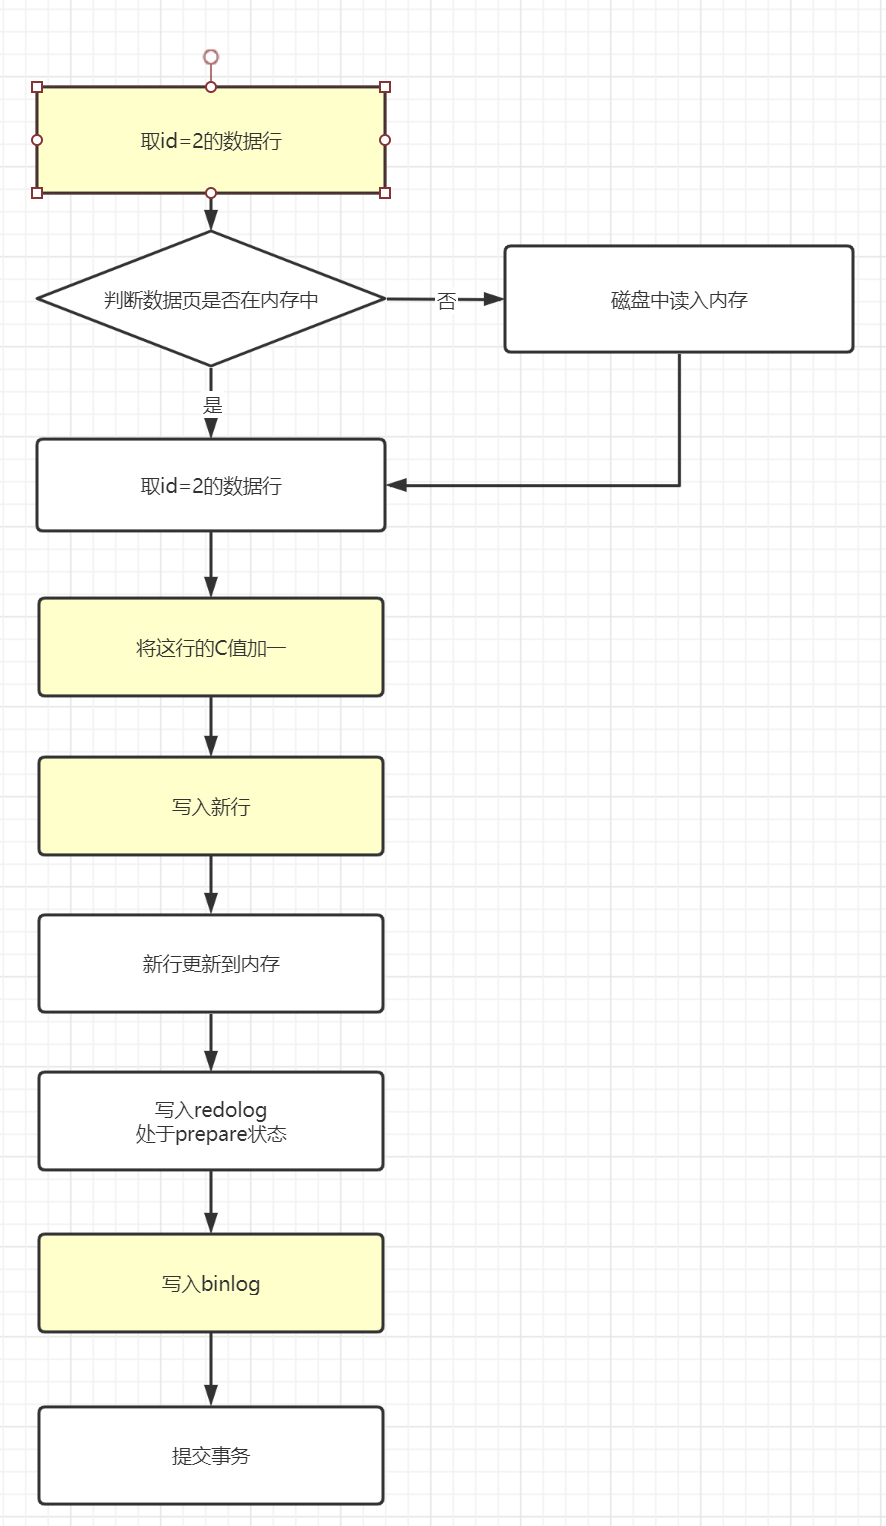 取id=2的数据行
判断数据页是否在内存中
否
磁盘中读入内存
是
取id=2的数据行
将这行的C值加一
写入新行
新行更新到内存
写入redolog
处于prepare状态
写入binlog
提交事务